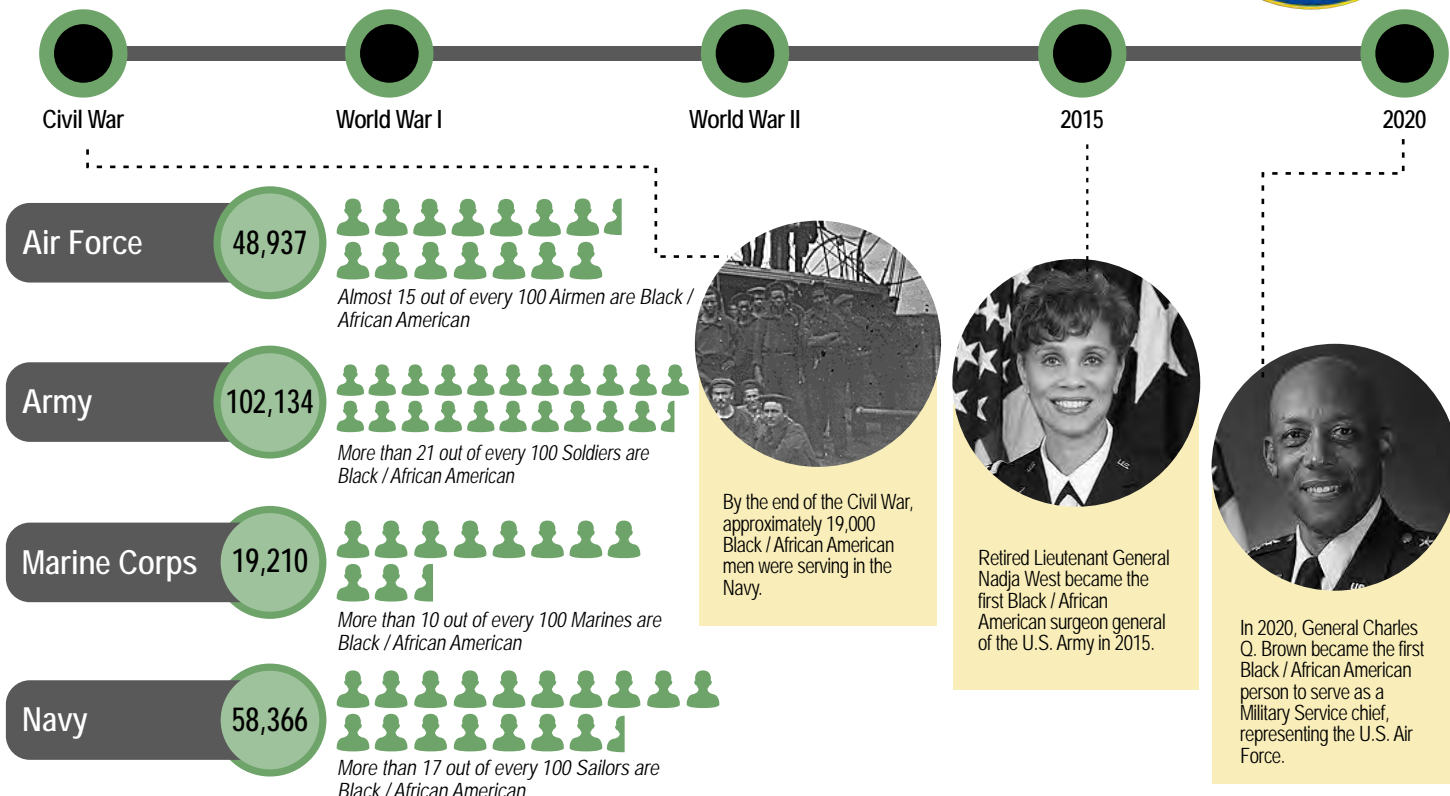 Civil War
World War I
World War II
2015
2020
Air Force
48,937
Almost 15 out of every 100 Airmen are Black /
African American
Army
102,134
More than 21 out of every 100 Soldiers are
Black / African American
Marine Corps
19,210
More than 10 out of every 100 Marines are
Black / African American
Navy
58,366
More than 17 out of every 100 Sailors are
Black / African American
By the end of the Civil War,
approximately 19,000
Black / African American
men were serving in the
Navy.
Retired Lieutenant General
Nadja West became the
first Black / African
American surgeon general
of the U.S. Army in 2015.
In 2020, General Charles
Q. Brown became the first
Black / African American
person to serve as a
Military Service chief,
representing the U.S. Air
Force.